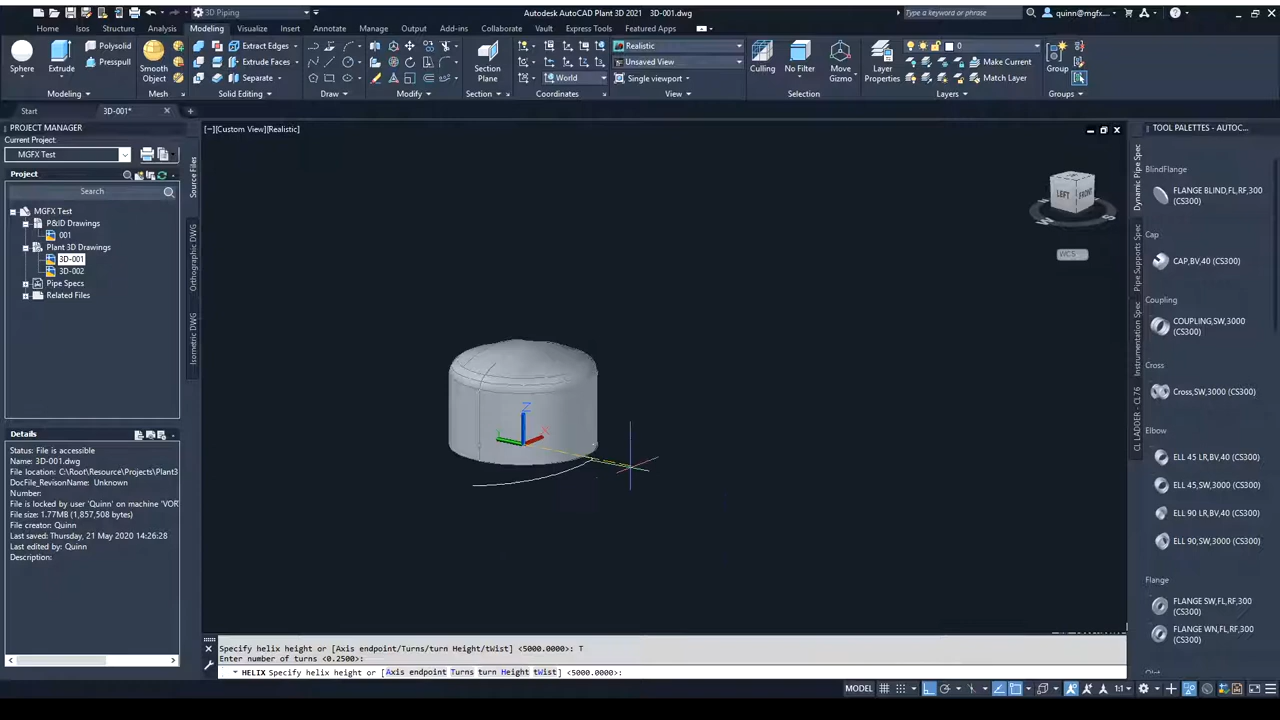 3D Piping
Autodesk AutoCAD Plant 3D 2021 3D-001.dwg
Type a keyword or phrase
quinn@mgfx...
Home Isos Structure Analysis Modeling Visualize Insert Annotate Manage Output Add-ins Collaborate Vault Express Tools Featured Apps
Sphere
Extrude
Polysolid
Presspull
Smooth Object
Extract Edges
Extrude Faces
Separate
Section Plane
World
Realistic
Unsaved View
Single viewport
Culling
No Filter
Move Gizmo
Layer Properties
0
Make Current
Match Layer
Group
Modeling
Mesh
Solid Editing
Draw
Modify
Section
Coordinates
View
Selection
Layers
Groups
Start
3D-001*
PROJECT MANAGER
Current Project:
MGFX Test
Project
Search
MGFX Test
P&ID Drawings
001
Plant 3D Drawings
3D-001
3D-002
Pipe Specs
Related Files
Source Files
Orthographic DWG
Isometric DWG
Details
Status: File is accessible
Name: 3D-001.dwg
File location: C:\Root\Resource\Projects\Plant3
DocFile_RevisonName: Unknown
Number:
File is locked by user 'Quinn' on machine 'VOR
File size: 1.77MB (1,857,508 bytes)
File creator: Quinn
Last saved: Thursday, 21 May 2020 14:26:28
Last edited by: Quinn
Description:
[−][Custom View][Realistic]
LEFT
FRONT
WCS
Z
X
Y
TOOL PALETTES - AUTOC...
Dynamic Pipe Spec
Pipe Supports Spec
Instrumentation Spec
CL LADDER - CL76
BlindFlange
FLANGE BLIND,FL,RF,300
(CS300)
Cap
CAP,BV,40 (CS300)
Coupling
COUPLING,SW,3000
(CS300)
Cross
Cross,SW,3000 (CS300)
Elbow
ELL 45 LR,BV,40 (CS300)
ELL 45,SW,3000 (CS300)
ELL 90 LR,BV,40 (CS300)
ELL 90,SW,3000 (CS300)
Flange
FLANGE SW,FL,RF,300
(CS300)
FLANGE WN,FL,RF,300
(CS300)
Specify helix height or [Axis endpoint/Turns/turn Height/tWist] <5000.0000>: T
Enter number of turns <0.2500>:
HELIX Specify helix height or [Axis endpoint Turns turn Height tWist] <5000.0000>:
MODEL
1:1